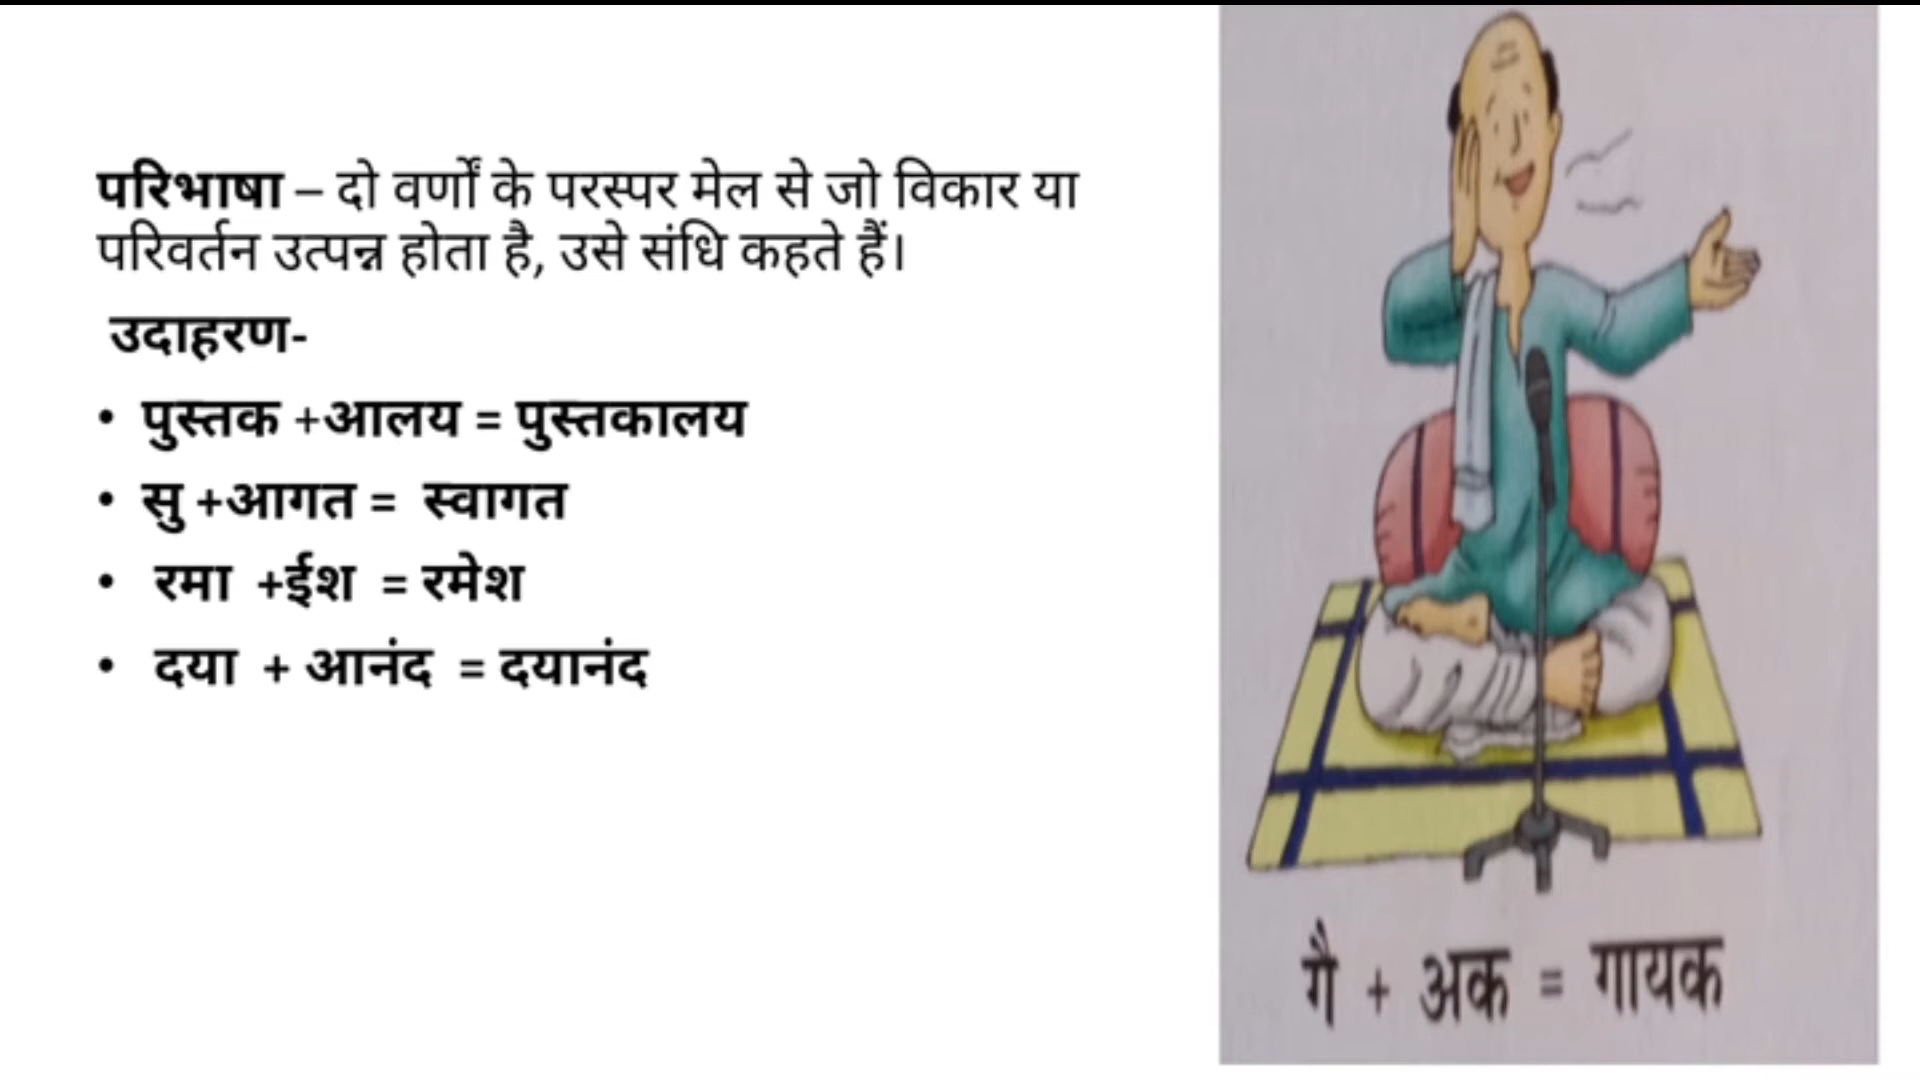 परिभाषा – दो वर्णों के परस्पर मेल से जो विकार या
परिवर्तन उत्पन्न होता है, उसे संधि कहते हैं।
उदाहरण-
• पुस्तक +आलय = पुस्तकालय
• सु +आगत = स्वागत
• रमा +ईश = रमेश
• दया + आनंद = दयानंद
गै + अक = गायक